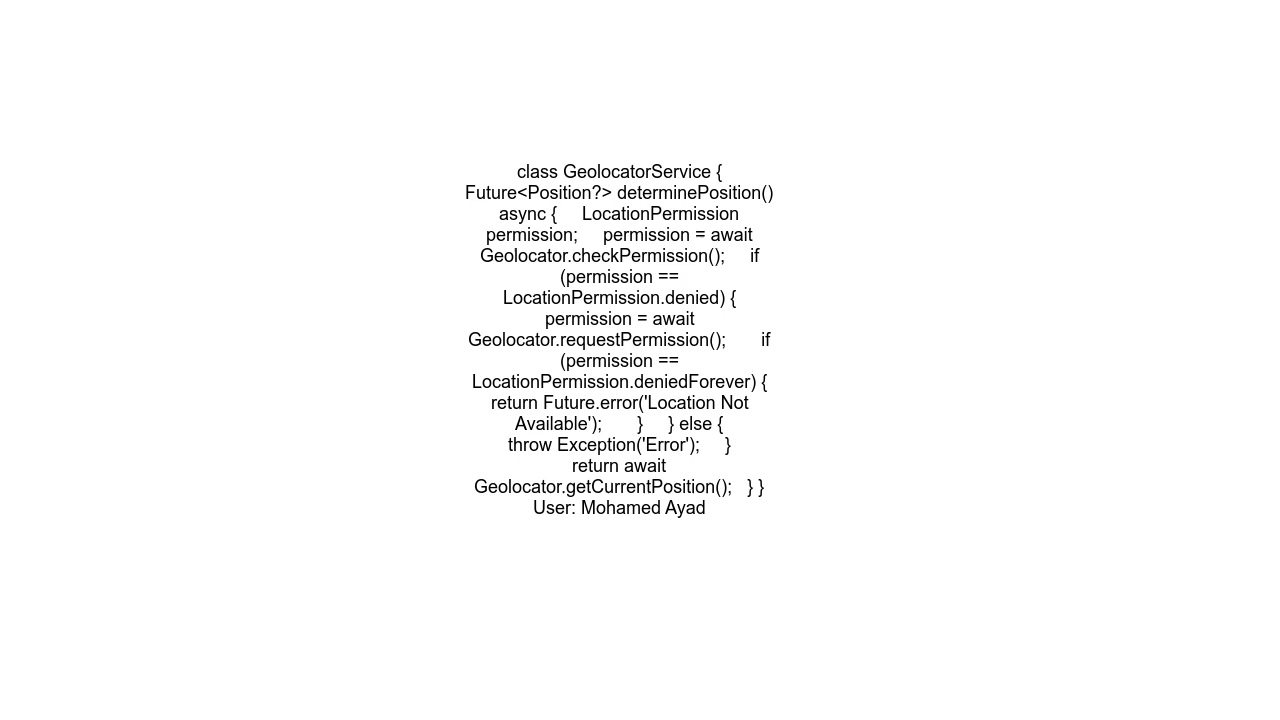 class GeolocatorService {
Future<Position?> determinePosition()
async {     LocationPermission
permission;     permission = await
Geolocator.checkPermission();     if
(permission ==
LocationPermission.denied) {
permission = await
Geolocator.requestPermission();       if
(permission ==
LocationPermission.deniedForever) {
return Future.error('Location Not
Available');       }     } else {
throw Exception('Error');     }
return await
Geolocator.getCurrentPosition();   } }
User: Mohamed Ayad